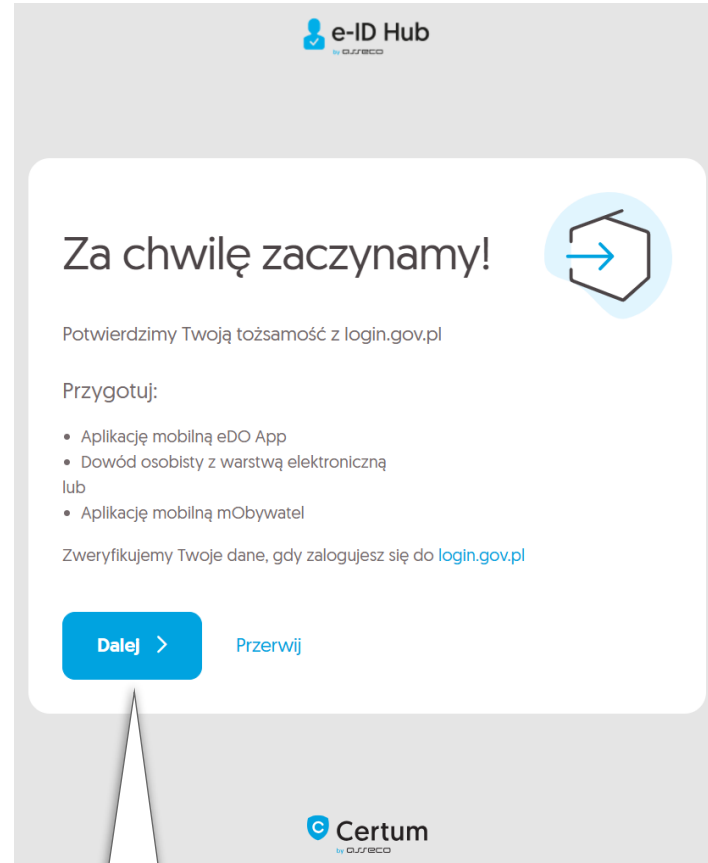 e-ID Hub
by asseco
Za chwilę zaczynamy!
Potwierdzimy Twoją tożsamość z login.gov.pl
Przygotuj:
• Aplikację mobilną eDO App
• Dowód osobisty z warstwą elektroniczną
lub
• Aplikację mobilną mObywatel
Zweryfikujemy Twoje dane, gdy zalogujesz się do login.gov.pl
Dalej >
Przerwij
C Certum
by asseco